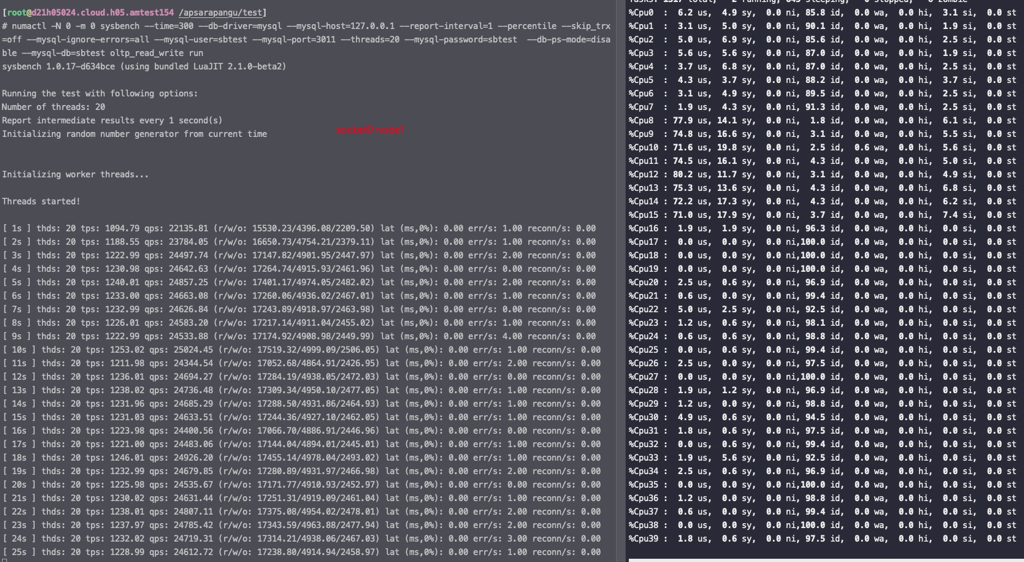 [root@d21h05024.cloud.h05.amtest154 /apsarapangu/test]
# numactl -N 0 -m 0 sysbench --time=300 --db-driver=mysql --mysql-host=127.0.0.1 --report-interval=1 --percentile --skip_trx
=off --mysql-ignore-errors=all --mysql-user=sbtest --mysql-port=3011 --threads=20 --mysql-password=sbtest  --db-ps-mode=disa
ble --mysql-db=sbtest oltp_read_write run
sysbench 1.0.17-d634bce (using bundled LuaJIT 2.1.0-beta2)
Running the test with following options:
Number of threads: 20
Report intermediate results every 1 second(s)
Initializing random number generator from current time
Initializing worker threads...
Threads started!
[ 1s ] thds: 20 tps: 1094.79 qps: 22135.81 (r/w/o: 15530.23/4396.08/2209.50) lat (ms,0%): 0.00 err/s: 1.00 reconn/s: 0.00
[ 2s ] thds: 20 tps: 1188.55 qps: 23784.05 (r/w/o: 16650.73/4754.21/2379.11) lat (ms,0%): 0.00 err/s: 0.00 reconn/s: 0.00
[ 3s ] thds: 20 tps: 1222.99 qps: 24497.74 (r/w/o: 17147.82/4901.95/2447.97) lat (ms,0%): 0.00 err/s: 2.00 reconn/s: 0.00
[ 4s ] thds: 20 tps: 1230.98 qps: 24642.63 (r/w/o: 17264.74/4915.93/2461.96) lat (ms,0%): 0.00 err/s: 0.00 reconn/s: 0.00
[ 5s ] thds: 20 tps: 1240.01 qps: 24857.25 (r/w/o: 17401.17/4974.05/2482.02) lat (ms,0%): 0.00 err/s: 2.00 reconn/s: 0.00
[ 6s ] thds: 20 tps: 1233.00 qps: 24663.08 (r/w/o: 17260.06/4936.02/2467.01) lat (ms,0%): 0.00 err/s: 1.00 reconn/s: 0.00
[ 7s ] thds: 20 tps: 1232.99 qps: 24626.84 (r/w/o: 17243.89/4918.97/2463.98) lat (ms,0%): 0.00 err/s: 0.00 reconn/s: 0.00
[ 8s ] thds: 20 tps: 1226.01 qps: 24583.20 (r/w/o: 17217.14/4911.04/2455.02) lat (ms,0%): 0.00 err/s: 1.00 reconn/s: 0.00
[ 9s ] thds: 20 tps: 1222.99 qps: 24533.88 (r/w/o: 17174.92/4908.98/2449.99) lat (ms,0%): 0.00 err/s: 4.00 reconn/s: 0.00
[ 10s ] thds: 20 tps: 1253.02 qps: 25024.45 (r/w/o: 17519.32/4999.09/2506.05) lat (ms,0%): 0.00 err/s: 1.00 reconn/s: 0.00
[ 11s ] thds: 20 tps: 1211.98 qps: 24344.54 (r/w/o: 17052.68/4864.91/2426.95) lat (ms,0%): 0.00 err/s: 2.00 reconn/s: 0.00
[ 12s ] thds: 20 tps: 1236.01 qps: 24694.27 (r/w/o: 17284.19/4938.05/2472.03) lat (ms,0%): 0.00 err/s: 0.00 reconn/s: 0.00
[ 13s ] thds: 20 tps: 1238.02 qps: 24736.48 (r/w/o: 17309.34/4950.10/2477.05) lat (ms,0%): 0.00 err/s: 1.00 reconn/s: 0.00
[ 14s ] thds: 20 tps: 1231.96 qps: 24685.29 (r/w/o: 17288.50/4931.86/2464.93) lat (ms,0%): 0.00 err/s: 1.00 reconn/s: 0.00
[ 15s ] thds: 20 tps: 1231.03 qps: 24633.51 (r/w/o: 17244.36/4927.10/2462.05) lat (ms,0%): 0.00 err/s: 1.00 reconn/s: 0.00
[ 16s ] thds: 20 tps: 1223.98 qps: 24400.56 (r/w/o: 17066.70/4886.91/2446.96) lat (ms,0%): 0.00 err/s: 0.00 reconn/s: 0.00
[ 17s ] thds: 20 tps: 1221.00 qps: 24483.06 (r/w/o: 17144.04/4894.01/2445.01) lat (ms,0%): 0.00 err/s: 1.00 reconn/s: 0.00
[ 18s ] thds: 20 tps: 1246.01 qps: 24926.20 (r/w/o: 17455.14/4978.04/2493.02) lat (ms,0%): 0.00 err/s: 1.00 reconn/s: 0.00
[ 19s ] thds: 20 tps: 1232.99 qps: 24679.85 (r/w/o: 17280.89/4931.97/2466.98) lat (ms,0%): 0.00 err/s: 2.00 reconn/s: 0.00
[ 20s ] thds: 20 tps: 1225.98 qps: 24535.67 (r/w/o: 17171.77/4910.93/2452.97) lat (ms,0%): 0.00 err/s: 0.00 reconn/s: 0.00
[ 21s ] thds: 20 tps: 1230.02 qps: 24631.44 (r/w/o: 17251.31/4919.09/2461.04) lat (ms,0%): 0.00 err/s: 1.00 reconn/s: 0.00
[ 22s ] thds: 20 tps: 1238.01 qps: 24807.11 (r/w/o: 17375.08/4954.02/2478.01) lat (ms,0%): 0.00 err/s: 2.00 reconn/s: 0.00
[ 23s ] thds: 20 tps: 1237.97 qps: 24785.42 (r/w/o: 17343.59/4963.88/2477.94) lat (ms,0%): 0.00 err/s: 2.00 reconn/s: 0.00
[ 24s ] thds: 20 tps: 1232.02 qps: 24719.31 (r/w/o: 17314.21/4938.06/2467.03) lat (ms,0%): 0.00 err/s: 3.00 reconn/s: 0.00
[ 25s ] thds: 20 tps: 1228.99 qps: 24612.72 (r/w/o: 17238.80/4914.94/2458.97) lat (ms,0%): 0.00 err/s: 1.00 reconn/s: 0.00
%Cpu0  :  6.2 us,  4.9 sy,  0.0 ni, 85.8 id,  0.0 wa,  0.0 hi,  3.1 si,  0.0 st
%Cpu1  :  3.1 us,  5.0 sy,  0.0 ni, 90.1 id,  0.0 wa,  0.0 hi,  1.9 si,  0.0 st
%Cpu2  :  5.0 us,  6.9 sy,  0.0 ni, 85.6 id,  0.0 wa,  0.0 hi,  2.5 si,  0.0 st
%Cpu3  :  5.6 us,  5.6 sy,  0.0 ni, 87.0 id,  0.0 wa,  0.0 hi,  1.9 si,  0.0 st
%Cpu4  :  3.7 us,  6.8 sy,  0.0 ni, 87.0 id,  0.0 wa,  0.0 hi,  2.5 si,  0.0 st
%Cpu5  :  4.3 us,  3.7 sy,  0.0 ni, 88.2 id,  0.0 wa,  0.0 hi,  3.7 si,  0.0 st
%Cpu6  :  3.1 us,  4.9 sy,  0.0 ni, 89.5 id,  0.0 wa,  0.0 hi,  2.5 si,  0.0 st
%Cpu7  :  1.9 us,  4.3 sy,  0.0 ni, 91.3 id,  0.0 wa,  0.0 hi,  2.5 si,  0.0 st
%Cpu8  : 77.9 us, 14.1 sy,  0.0 ni,  1.8 id,  0.0 wa,  0.0 hi,  6.1 si,  0.0 st
%Cpu9  : 74.8 us, 16.6 sy,  0.0 ni,  3.1 id,  0.0 wa,  0.0 hi,  5.5 si,  0.0 st
%Cpu10 : 71.6 us, 19.8 sy,  0.0 ni,  2.5 id,  0.6 wa,  0.0 hi,  5.6 si,  0.0 st
%Cpu11 : 74.5 us, 16.1 sy,  0.0 ni,  4.3 id,  0.0 wa,  0.0 hi,  5.0 si,  0.0 st
%Cpu12 : 80.2 us, 11.7 sy,  0.0 ni,  3.1 id,  0.0 wa,  0.0 hi,  4.9 si,  0.0 st
%Cpu13 : 75.3 us, 13.6 sy,  0.0 ni,  4.3 id,  0.0 wa,  0.0 hi,  6.8 si,  0.0 st
%Cpu14 : 72.2 us, 17.3 sy,  0.0 ni,  4.3 id,  0.0 wa,  0.0 hi,  6.2 si,  0.0 st
%Cpu15 : 71.0 us, 17.9 sy,  0.0 ni,  3.7 id,  0.0 wa,  0.0 hi,  7.4 si,  0.0 st
%Cpu16 :  1.9 us,  1.9 sy,  0.0 ni, 96.3 id,  0.0 wa,  0.0 hi,  0.0 si,  0.0 st
%Cpu17 :  0.0 us,  0.0 sy,  0.0 ni,100.0 id,  0.0 wa,  0.0 hi,  0.0 si,  0.0 st
%Cpu18 :  0.0 us,  0.0 sy,  0.0 ni,100.0 id,  0.0 wa,  0.0 hi,  0.0 si,  0.0 st
%Cpu19 :  0.0 us,  0.0 sy,  0.0 ni,100.0 id,  0.0 wa,  0.0 hi,  0.0 si,  0.0 st
%Cpu20 :  2.5 us,  0.6 sy,  0.0 ni, 96.9 id,  0.0 wa,  0.0 hi,  0.0 si,  0.0 st
%Cpu21 :  0.6 us,  0.0 sy,  0.0 ni, 99.4 id,  0.0 wa,  0.0 hi,  0.0 si,  0.0 st
%Cpu22 :  5.0 us,  2.5 sy,  0.0 ni, 92.5 id,  0.0 wa,  0.0 hi,  0.0 si,  0.0 st
%Cpu23 :  1.2 us,  0.6 sy,  0.0 ni, 98.1 id,  0.0 wa,  0.0 hi,  0.0 si,  0.0 st
%Cpu24 :  0.6 us,  0.6 sy,  0.0 ni, 98.8 id,  0.0 wa,  0.0 hi,  0.0 si,  0.0 st
%Cpu25 :  0.6 us,  0.0 sy,  0.0 ni, 99.4 id,  0.0 wa,  0.0 hi,  0.0 si,  0.0 st
%Cpu26 :  2.5 us,  0.0 sy,  0.0 ni, 97.5 id,  0.0 wa,  0.0 hi,  0.0 si,  0.0 st
%Cpu27 :  0.0 us,  0.0 sy,  0.0 ni,100.0 id,  0.0 wa,  0.0 hi,  0.0 si,  0.0 st
%Cpu28 :  1.9 us,  1.2 sy,  0.0 ni, 96.9 id,  0.0 wa,  0.0 hi,  0.0 si,  0.0 st
%Cpu29 :  1.2 us,  0.0 sy,  0.0 ni, 98.8 id,  0.0 wa,  0.0 hi,  0.0 si,  0.0 st
%Cpu30 :  4.9 us,  0.6 sy,  0.0 ni, 94.5 id,  0.0 wa,  0.0 hi,  0.0 si,  0.0 st
%Cpu31 :  1.8 us,  0.6 sy,  0.0 ni, 97.5 id,  0.0 wa,  0.0 hi,  0.0 si,  0.0 st
%Cpu32 :  0.0 us,  0.6 sy,  0.0 ni, 99.4 id,  0.0 wa,  0.0 hi,  0.0 si,  0.0 st
%Cpu33 :  1.9 us,  5.6 sy,  0.0 ni, 92.5 id,  0.0 wa,  0.0 hi,  0.0 si,  0.0 st
%Cpu34 :  2.5 us,  0.6 sy,  0.0 ni, 96.9 id,  0.0 wa,  0.0 hi,  0.0 si,  0.0 st
%Cpu35 :  0.0 us,  0.0 sy,  0.0 ni,100.0 id,  0.0 wa,  0.0 hi,  0.0 si,  0.0 st
%Cpu36 :  1.2 us,  0.0 sy,  0.0 ni, 98.8 id,  0.0 wa,  0.0 hi,  0.0 si,  0.0 st
%Cpu37 :  0.6 us,  0.0 sy,  0.0 ni, 99.4 id,  0.0 wa,  0.0 hi,  0.0 si,  0.0 st
%Cpu38 :  0.0 us,  0.0 sy,  0.0 ni,100.0 id,  0.0 wa,  0.0 hi,  0.0 si,  0.0 st
%Cpu39 :  1.8 us,  0.6 sy,  0.0 ni, 97.5 id,  0.0 wa,  0.0 hi,  0.0 si,  0.0 st